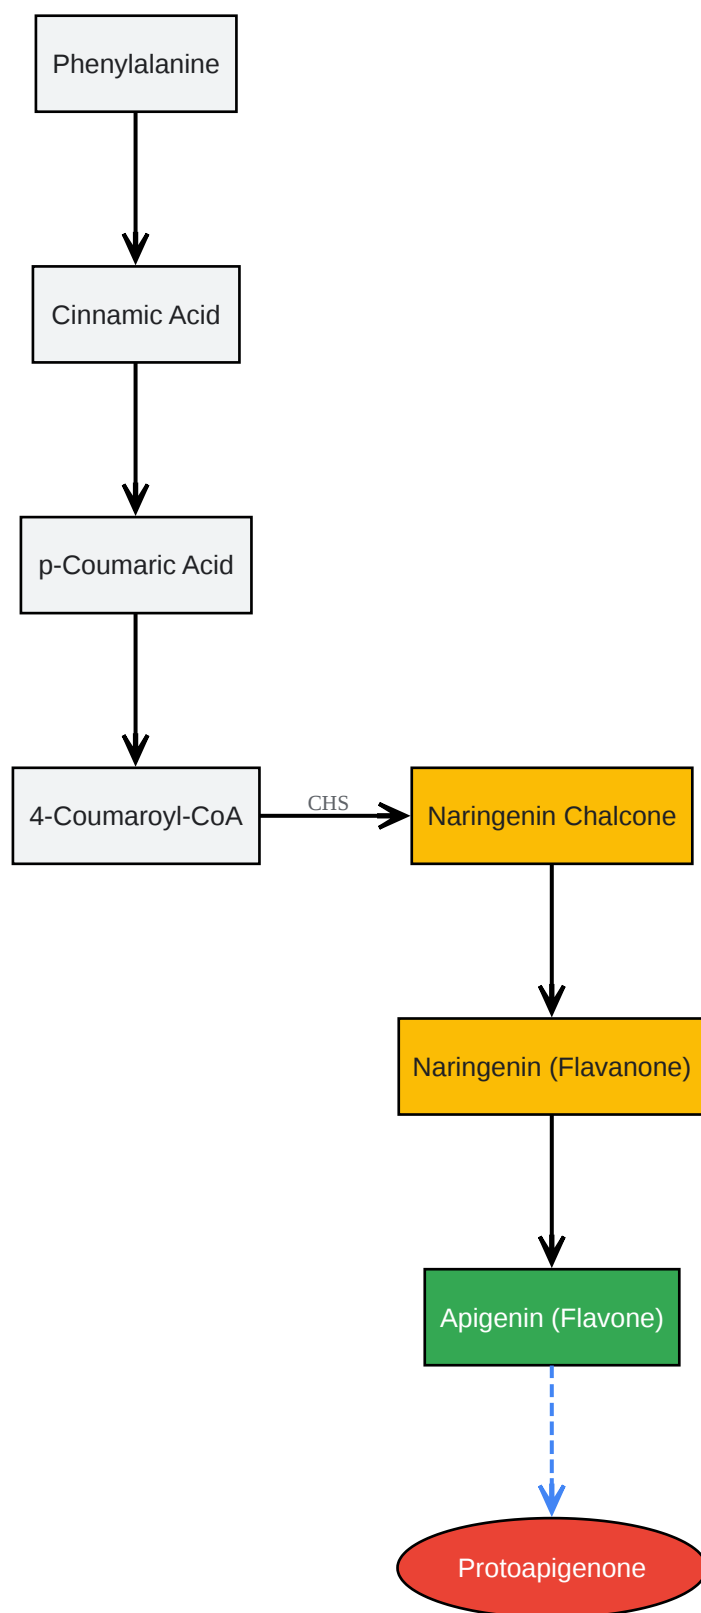 Phenylalanine
Cinnamic Acid
p-Coumaric Acid
4-Coumaroyl-CoA
CHS
Naringenin Chalcone
Naringenin (Flavanone)
Apigenin (Flavone)
Protoapigenone